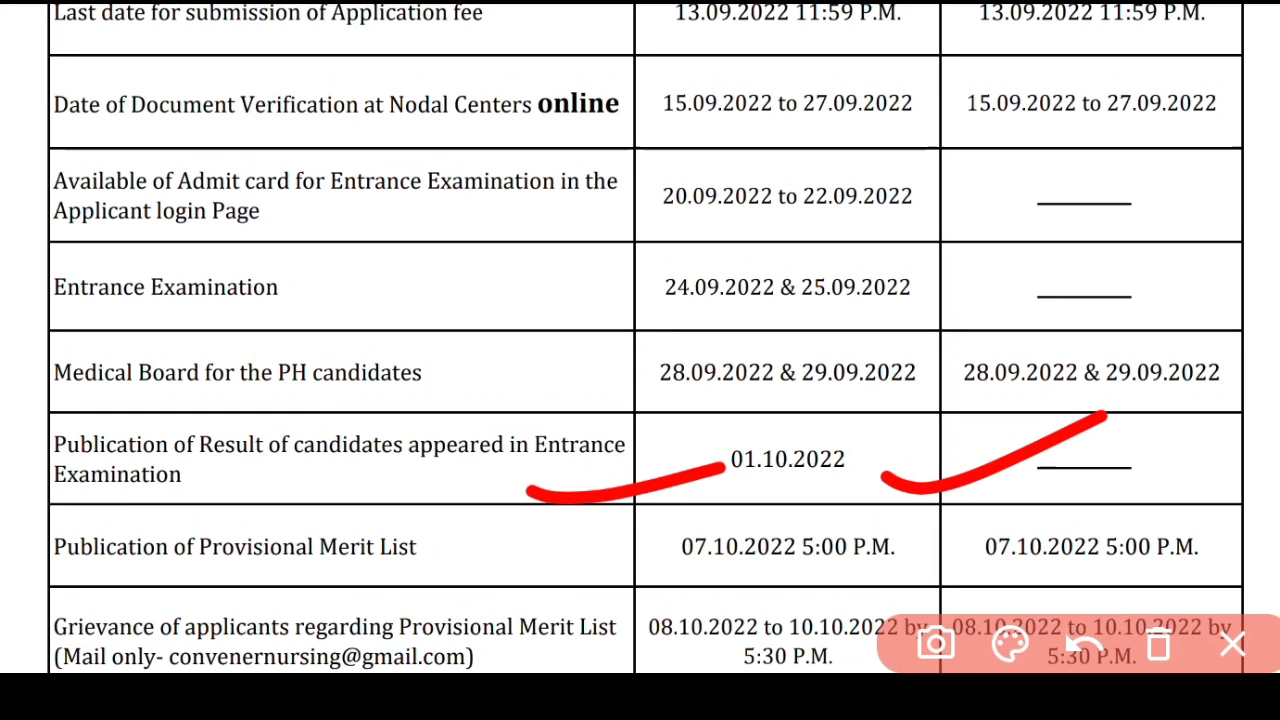 Last date for submission of Application fee
13.09.2022 11:59 P.M.
13.09.2022 11:59 P.M.
Date of Document Verification at Nodal Centers online
15.09.2022 to 27.09.2022
15.09.2022 to 27.09.2022
Available of Admit card for Entrance Examination in the
Applicant login Page
20.09.2022 to 22.09.2022
Entrance Examination
24.09.2022 & 25.09.2022
Medical Board for the PH candidates
28.09.2022 & 29.09.2022
28.09.2022 & 29.09.2022
Publication of Result of candidates appeared in Entrance
Examination
01.10.2022
Publication of Provisional Merit List
07.10.2022 5:00 P.M.
07.10.2022 5:00 P.M.
Grievance of applicants regarding Provisional Merit List
(Mail only- convenernursing@gmail.com)
08.10.2022 to 10.10.2022 by
5:30 P.M.
08.10.2022 to 10.10.2022 by
5:30 P.M.